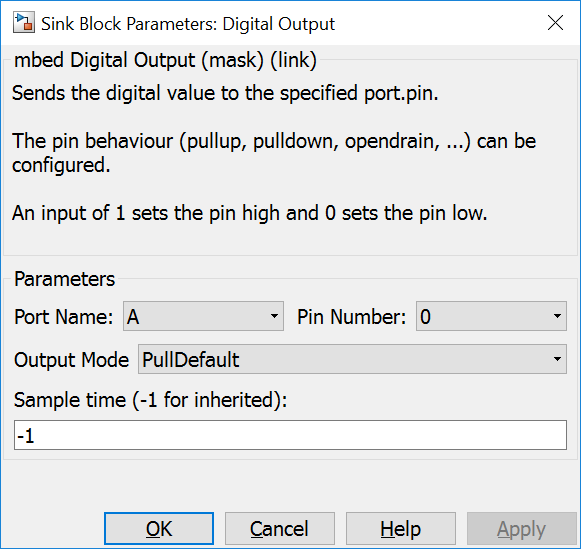 Sink Block Parameters: Digital Output
mbed Digital Output (mask) (link)
Sends the digital value to the specified port.pin.
The pin behaviour (pullup, pulldown, opendrain, ...) can be
configured.
An input of 1 sets the pin high and 0 sets the pin low.
Parameters
Port Name: A Pin Number: 0
Output Mode PullDefault
Sample time (-1 for inherited):
-1
OK Cancel Help Apply